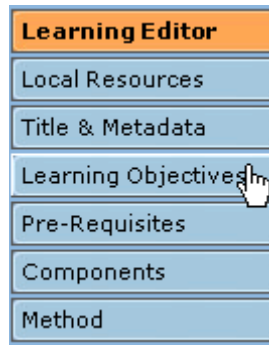 Learning Editor
Local Resources
Title & Metadata
Learning Objectives
Pre-Requisites
Components
Method